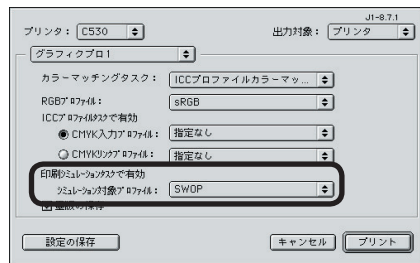 J1-8.7.1
プリンタ: C530 出力対象: プリンタ
グラフィクプロ1
カラーマッチングタスク: ICCプロファイルカラーマッ...
RGBプロファイル: sRGB
ICCプロファイルタスクで有効
CMYK入力プロファイル: 指定なし
CMYKリンクプロファイル: 指定なし
印刷シミュレーションタスクで有効
シミュレーション対象プロファイル: SWOP
墨版の保存
設定の保存 キャンセル プリント